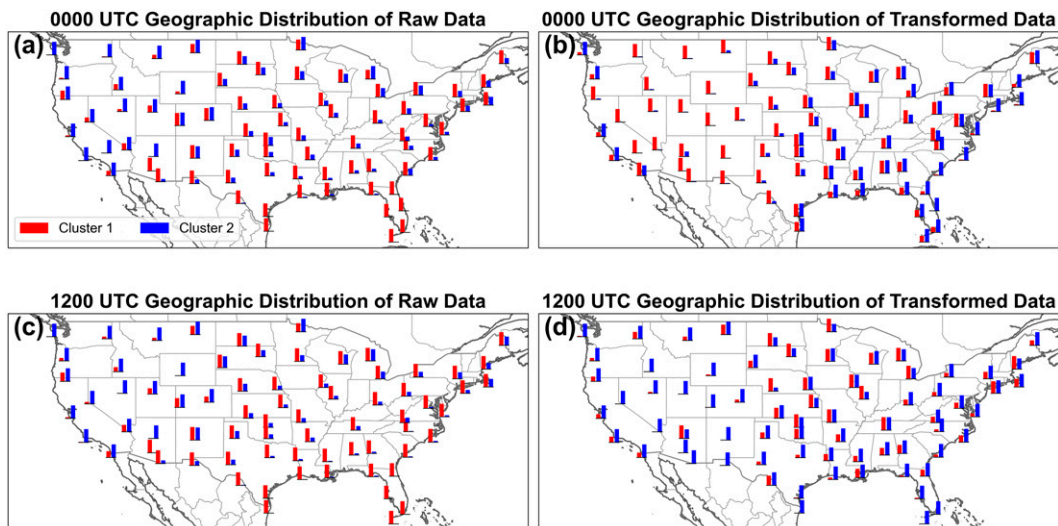 0000 UTC Geographic Distribution of Raw Data
(a)
Cluster 1
Cluster 2
0000 UTC Geographic Distribution of Transformed Data
(b)
1200 UTC Geographic Distribution of Raw Data
(c)
1200 UTC Geographic Distribution of Transformed Data
(d)